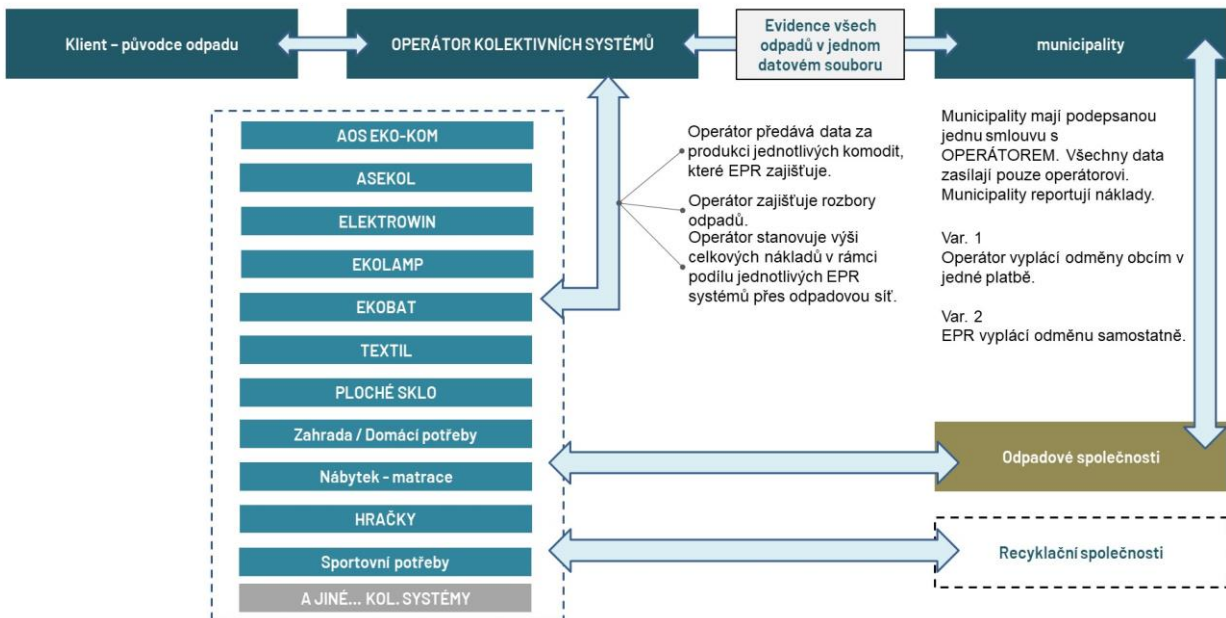 Klient – původce odpadu
OPERÁTOR KOLEKTIVNÍCH SYSTÉMŮ
Evidence všech
odpadů v jednom
datovém souboru
municipality
AOS EKO-KOM
ASEKOL
ELEKTROWIN
EKOLAMP
EKOBAT
TEXTIL
PLOCHÉ SKLO
Zahrada / Domácí potřeby
Nábytek - matrace
HRAČKY
Sportovní potřeby
A JINÉ... KOL. SYSTÉMY
Operátor předává data za
produkci jednotlivých komodit,
které EPR zajišťuje.
Operátor zajišťuje rozbory
odpadů.
Operátor stanovuje výši
celkových nákladů v rámci
podílu jednotlivých EPR
systémů přes odpadovou síť.
Municipality mají podepsanou
jednu smlouvu s
OPERÁTOREM. Všechny data
zasílají pouze operátorovi.
Municipality reportují náklady.
Var. 1
Operátor vyplácí odměny obcím v
jedné platbě.
Var. 2
EPR vyplácí odměnu samostatně.
Odpadové společnosti
Recyklační společnosti